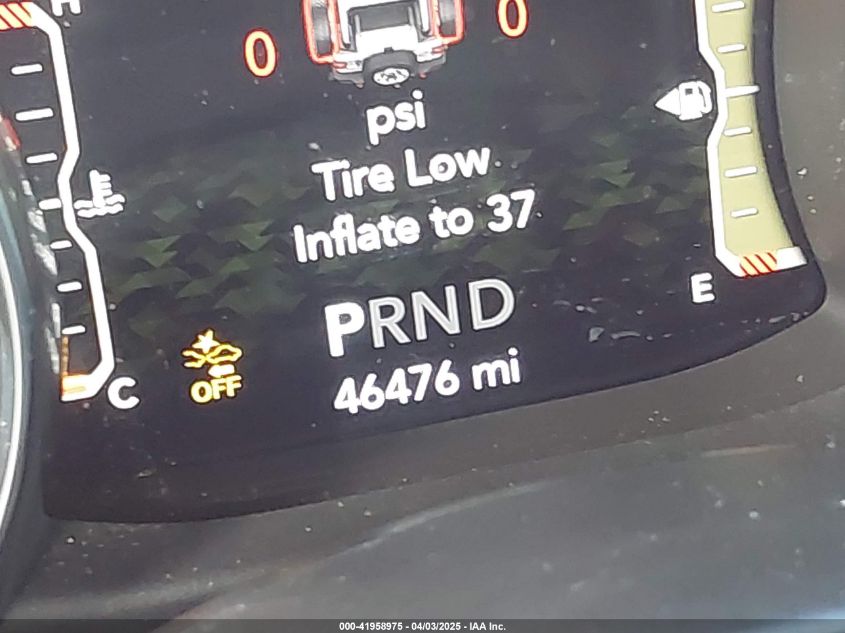 H
0 0
psi
Tire Low
Inflate to 37
E
PRND
OFF
C
46476 mi
000-41958975 - 04/03/2025 - IAA Inc.